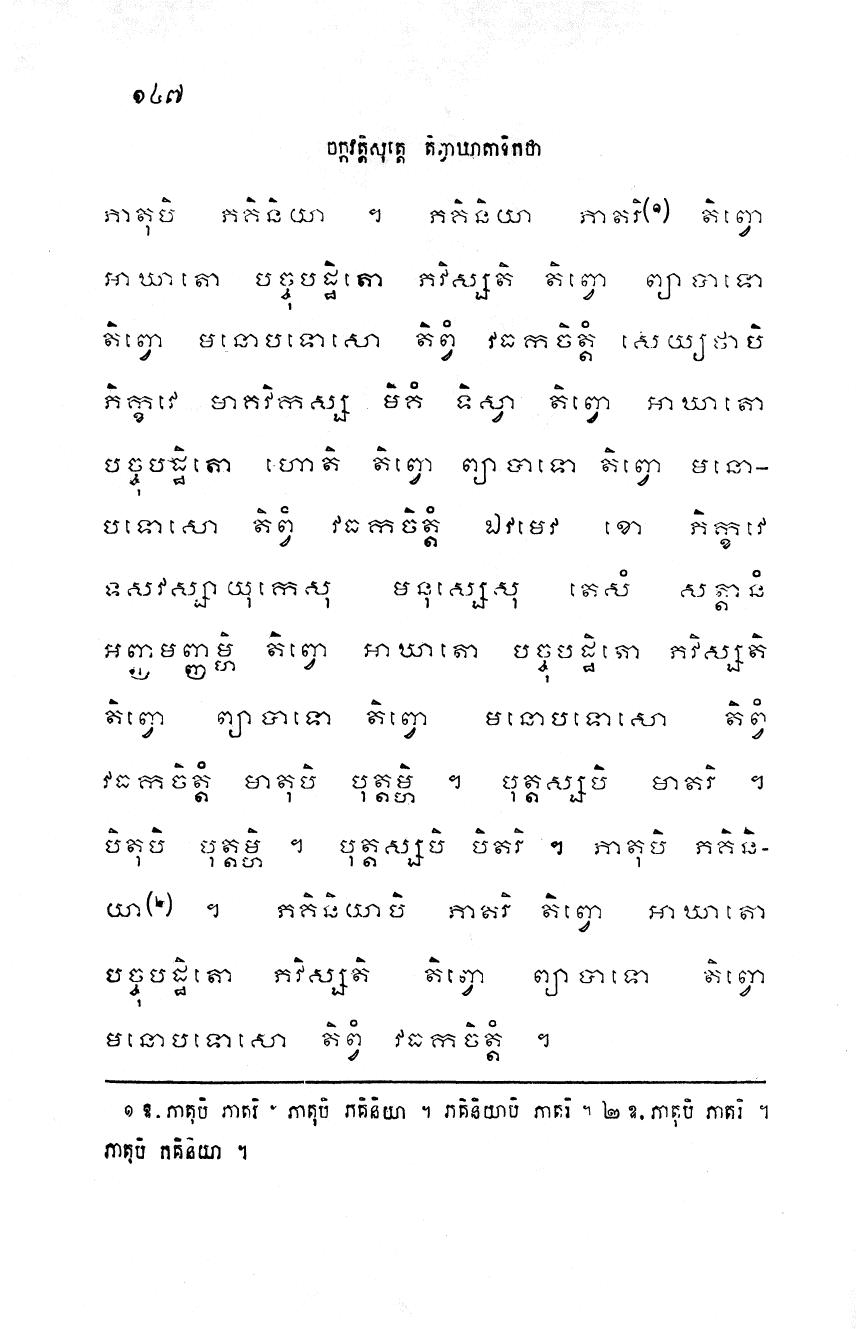 ១៤៧
ចក្កវត្តិសុត្តេ តិព្វាឃាតាទិកថា
ភាតុបិ ភគិនិយា ។ ភគិនិយា ភាតរិ(១) តិព្វោ
អាឃាតោ បច្ចុបដ្ឋិតោ ភវិស្សតិ តិព្វោ ព្យាបាទោ
តិព្វោ មនោបទោសោ តិព្វំ វធកចិត្តំ សេយ្យថាបិ
ភិក្ខវេ មាគវិកស្ស មិគំ ទិស្វា តិព្វោ អាឃាតោ
បច្ចុបដ្ឋិតោ ហោតិ តិព្វោ ព្យាបាទោ តិព្វោ មនោ-
បទោសោ តិព្វំ វធកចិត្តំ ឯវមេវ ខោ ភិក្ខវេ
ទសវស្សាយុកេសុ មនុស្សេសុ តេសំ សត្តានំ
អញ្ញមញ្ញម្ហិ តិព្វោ អាឃាតោ បច្ចុបដ្ឋិតោ ភវិស្សតិ
តិព្វោ ព្យាបាទោ តិព្វោ មនោបទោសោ តិព្វំ
វធកចិត្តំ មាតុបិ បុត្តម្ហិ ។ បុត្តស្សបិ មាតរិ ។
បិតុបិ បុត្តម្ហិ ។ បុត្តស្សបិ បិតរិ ។ ភាតុបិ ភគិនិ-
យា(២) ។ ភគិនិយាបិ ភាតរិ តិព្វោ អាឃាតោ
បច្ចុបដ្ឋិតោ ភវិស្សតិ តិព្វោ ព្យាបាទោ តិព្វោ
មនោបទោសោ តិព្វំ វធកចិត្តំ ។
១ ឱ. ភាតុបិ ភាតរិ ។ ភាតុបិ ភគិនិយា ។ ភគិនិយាបិ ភាតរិ ។ ២ ឱ. ភាតុបិ ភាតរិ ។
ភាតុបិ ភគិនិយា ។